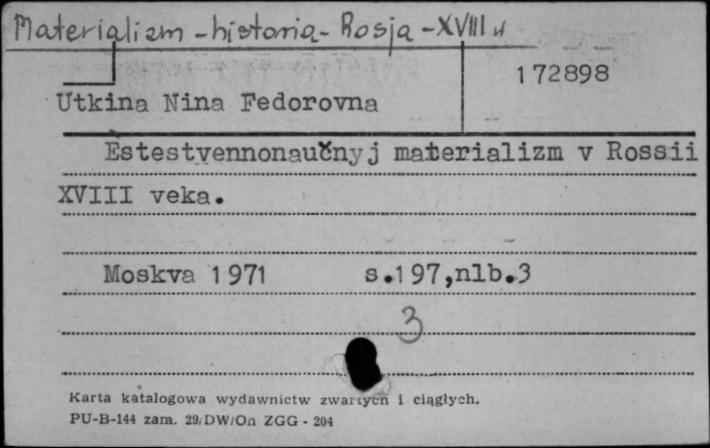 Materializm - historia - Rosja - XVIII w
172898
Utkina Nina Fedorovna
Estestvennonaučnyj materializm v Rossii
XVIII veka.
Moskva 1971 s.197,nlb.3
3
Karta katalogowa wydawnictw zwartych i ciągłych.
PU-B-144 zam. 29/DW/On ZGG - 204